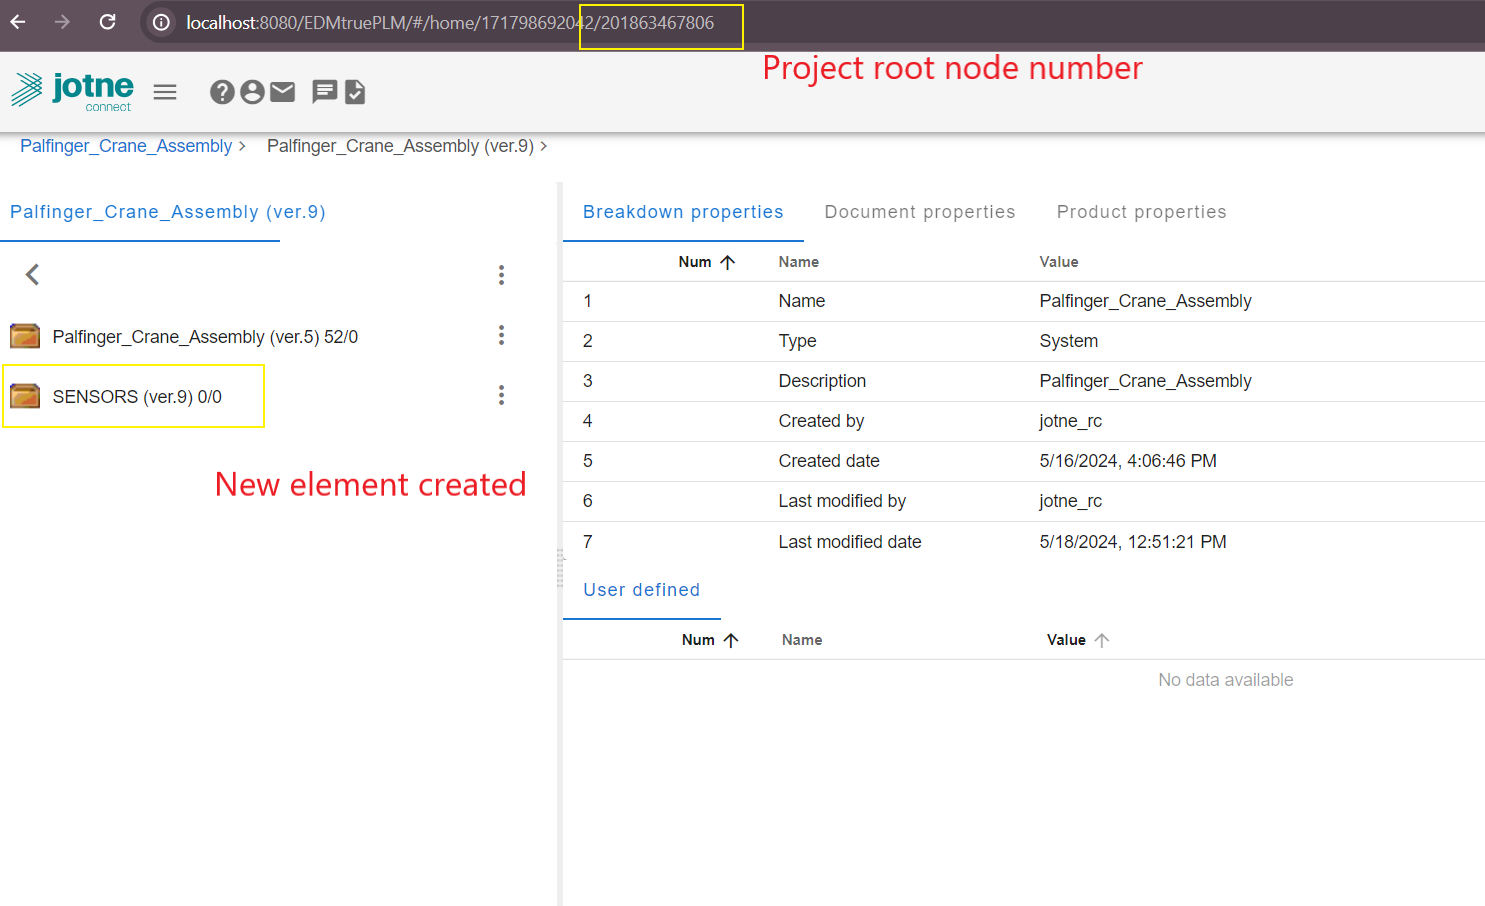 localhost:8080/EDMtruePLM/#/home/171798692042/201863467806
Project root node number
jotne
connect
Palfinger_Crane_Assembly > Palfinger_Crane_Assembly (ver.9) >
Palfinger_Crane_Assembly (ver.9)
Palfinger_Crane_Assembly (ver.5) 52/0
SENSORS (ver.9) 0/0
New element created
Breakdown properties Document properties Product properties
Num Name Value
1 Name Palfinger_Crane_Assembly
2 Type System
3 Description Palfinger_Crane_Assembly
4 Created by jotne_rc
5 Created date 5/16/2024, 4:06:46 PM
6 Last modified by jotne_rc
7 Last modified date 5/18/2024, 12:51:21 PM
User defined
Num Name Value
No data available